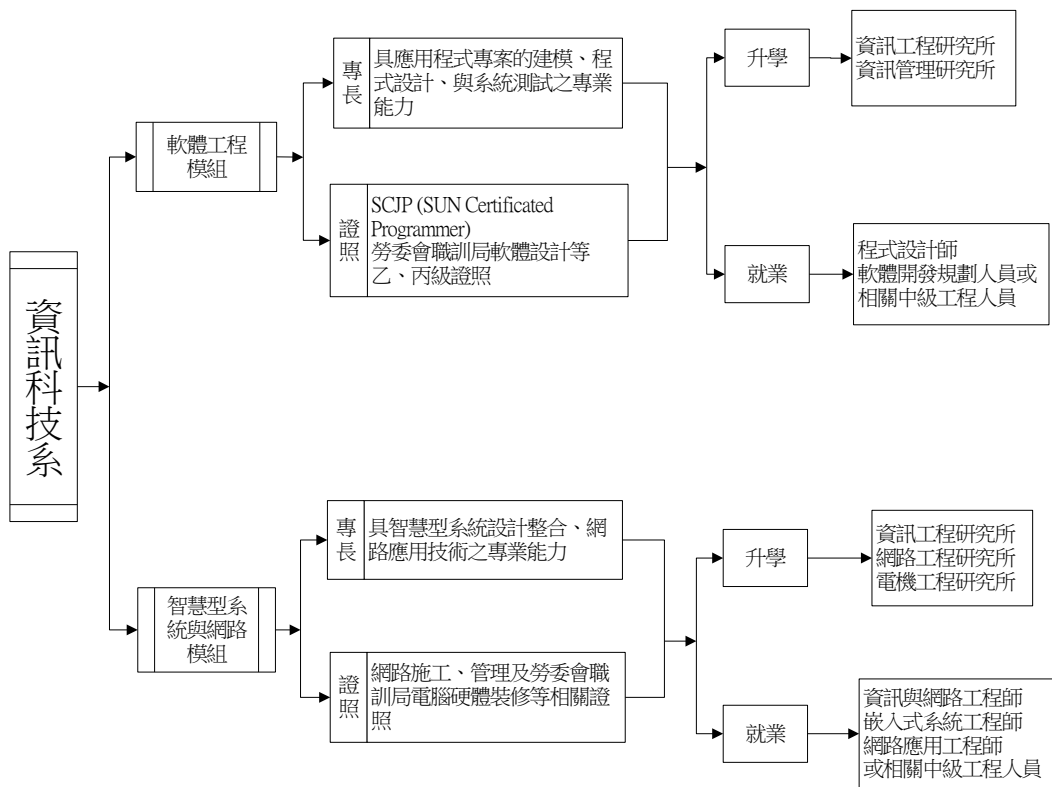 資訊科技系
軟體工程
模組
專長
具應用程式專案的建模、程
式設計、與系統測試之專業
能力
證照
SCJP (SUN Certificated
Programmer)
勞委會職訓局軟體設計等
乙、丙級證照
升學
資訊工程研究所
資訊管理研究所
就業
程式設計師
軟體開發規劃人員或
相關中級工程人員
智慧型系
統與網路
模組
專長
具智慧型系統設計整合、網
路應用技術之專業能力
證照
網路施工、管理及勞委會職
訓局電腦硬體裝修等相關證
照
升學
資訊工程研究所
網路工程研究所
電機工程研究所
就業
資訊與網路工程師
嵌入式系統工程師
網路應用工程師
或相關中級工程人員